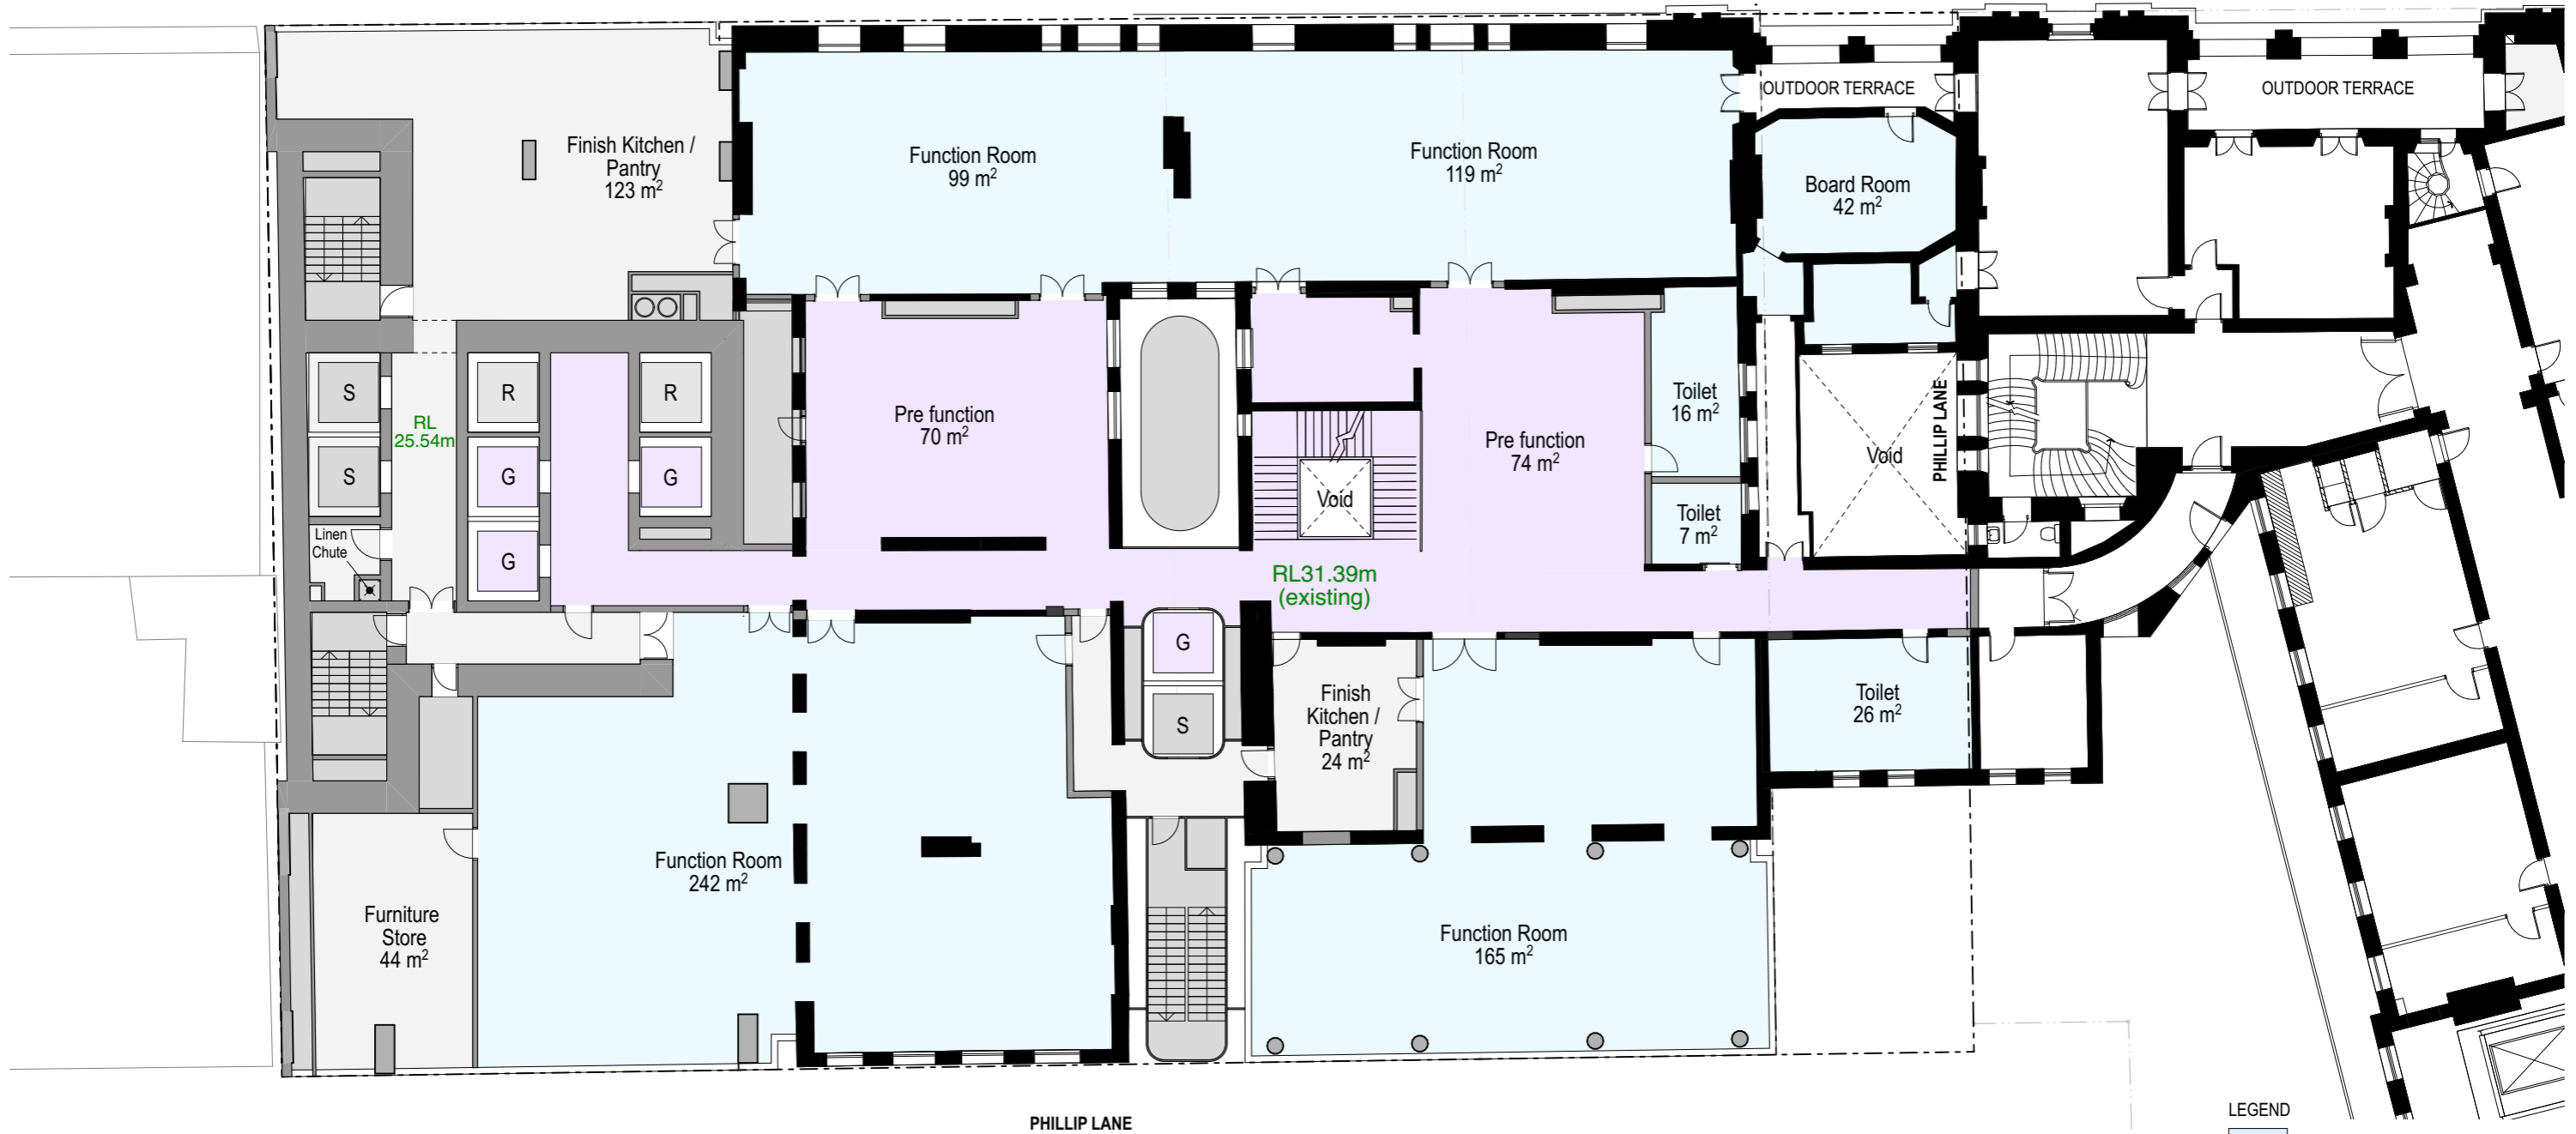 OUTDOOR TERRACE
OUTDOOR TERRACE
Finish Kitchen /
Pantry
123 m²
Function Room
99 m²
Function Room
119 m²
Board Room
42 m²
S
R
R
RL
25.54m
Pre function
70 m²
Toilet
16 m²
Pre function
74 m²
PHILLIP LANE
Void
S
G
G
Void
Toilet
7 m²
Linen
Chute
G
RL31.39m
(existing)
G
S
Finish
Kitchen /
Pantry
24 m²
Toilet
26 m²
Function Room
242 m²
Furniture
Store
44 m²
Function Room
165 m²
PHILLIP LANE
LEGEND